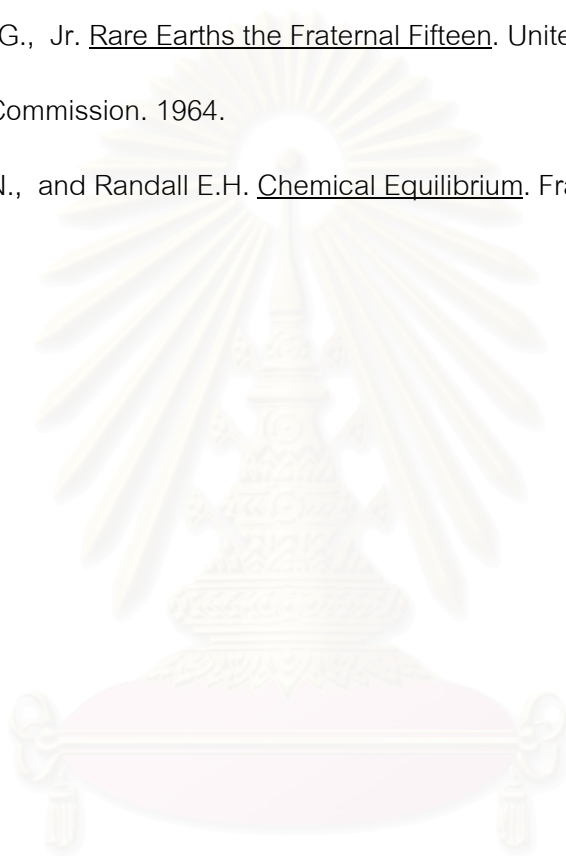 G., Jr. Rare Earths the Fraternal Fifteen. Unite
Commission. 1964.
N., and Randall E.H. Chemical Equilibrium. Fra